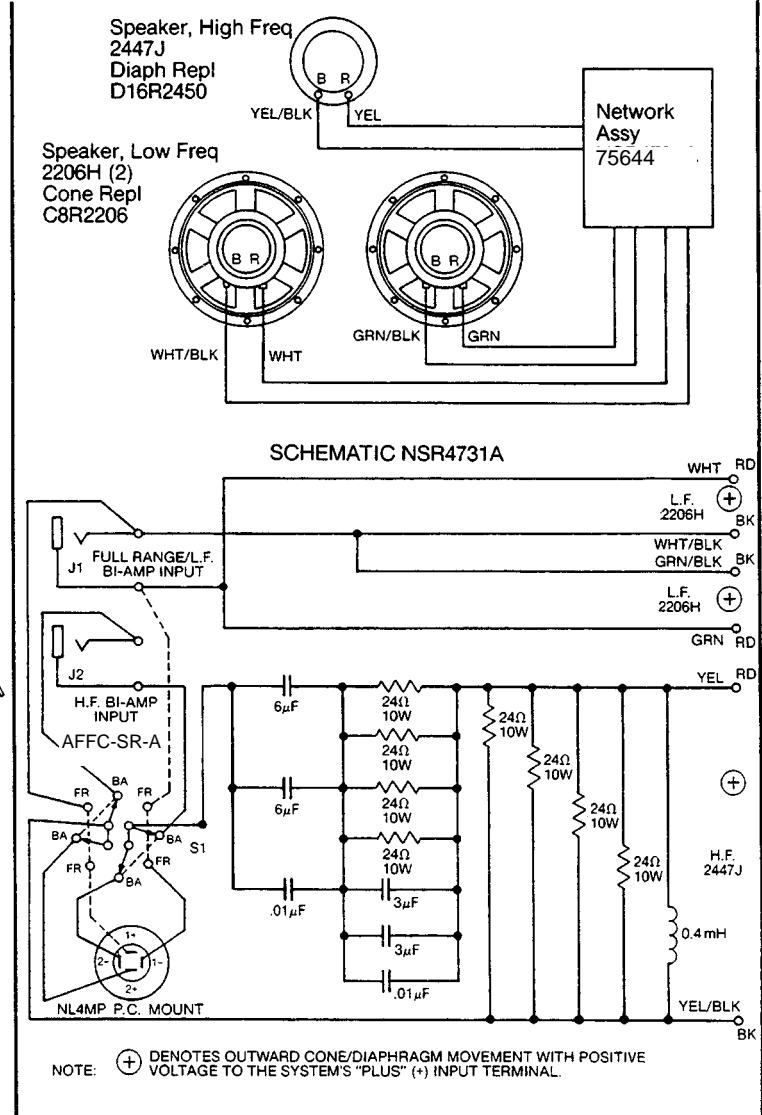 Speaker, High Freq
2447J
Diaph Repl
D16R2450
B R
YEL/BLK
YEL
Network
Assy
75644
Speaker, Low Freq
2206H (2)
Cone Repl
C8R2206
B R
B R
WHT/BLK
WHT
GRN/BLK
GRN
SCHEMATIC NSR4731A
WHT RD
L.F.
2206H
+
BK
WHT/BLK
GRN/BLK
BK
L.F.
2206H
+
GRN RD
J1
FULL RANGE/L.F.
BI-AMP INPUT
J2
H.F. BI-AMP
INPUT
AFFC-SR-A
YEL RD
6µF
24Ω
10W
24Ω
10W
6µF
24Ω
10W
24Ω
10W
.01µF
3µF
3µF
.01µF
24Ω
10W
24Ω
10W
24Ω
10W
24Ω
10W
0.4mH
+
H.F.
2447J
FR
BA
FR
BA
BA
S1
FR
FR
BA
1+
2-
1-
2+
NL4MP P.C. MOUNT
YEL/BLK
BK
NOTE: + DENOTES OUTWARD CONE/DIAPHRAGM MOVEMENT WITH POSITIVE
VOLTAGE TO THE SYSTEM'S "PLUS" (+) INPUT TERMINAL.